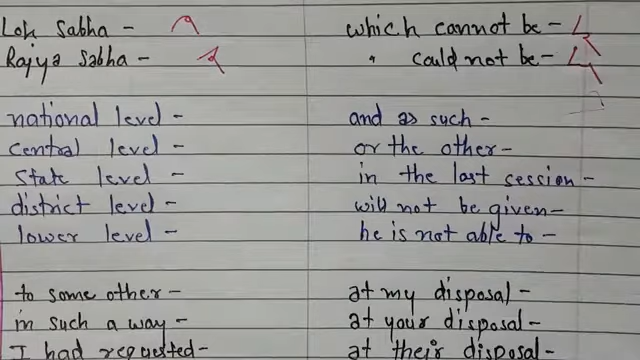 Lok Sabha -
Rajya Sabha -
national level -
central level -
State level -
district level -
lower level -
to some other -
in such a way -
I had requested -
which cannot be -
" could not be -
and as such -
or the other -
in the last session -
will not be given -
he is not able to -
at my disposal -
at your disposal -
at their disposal -